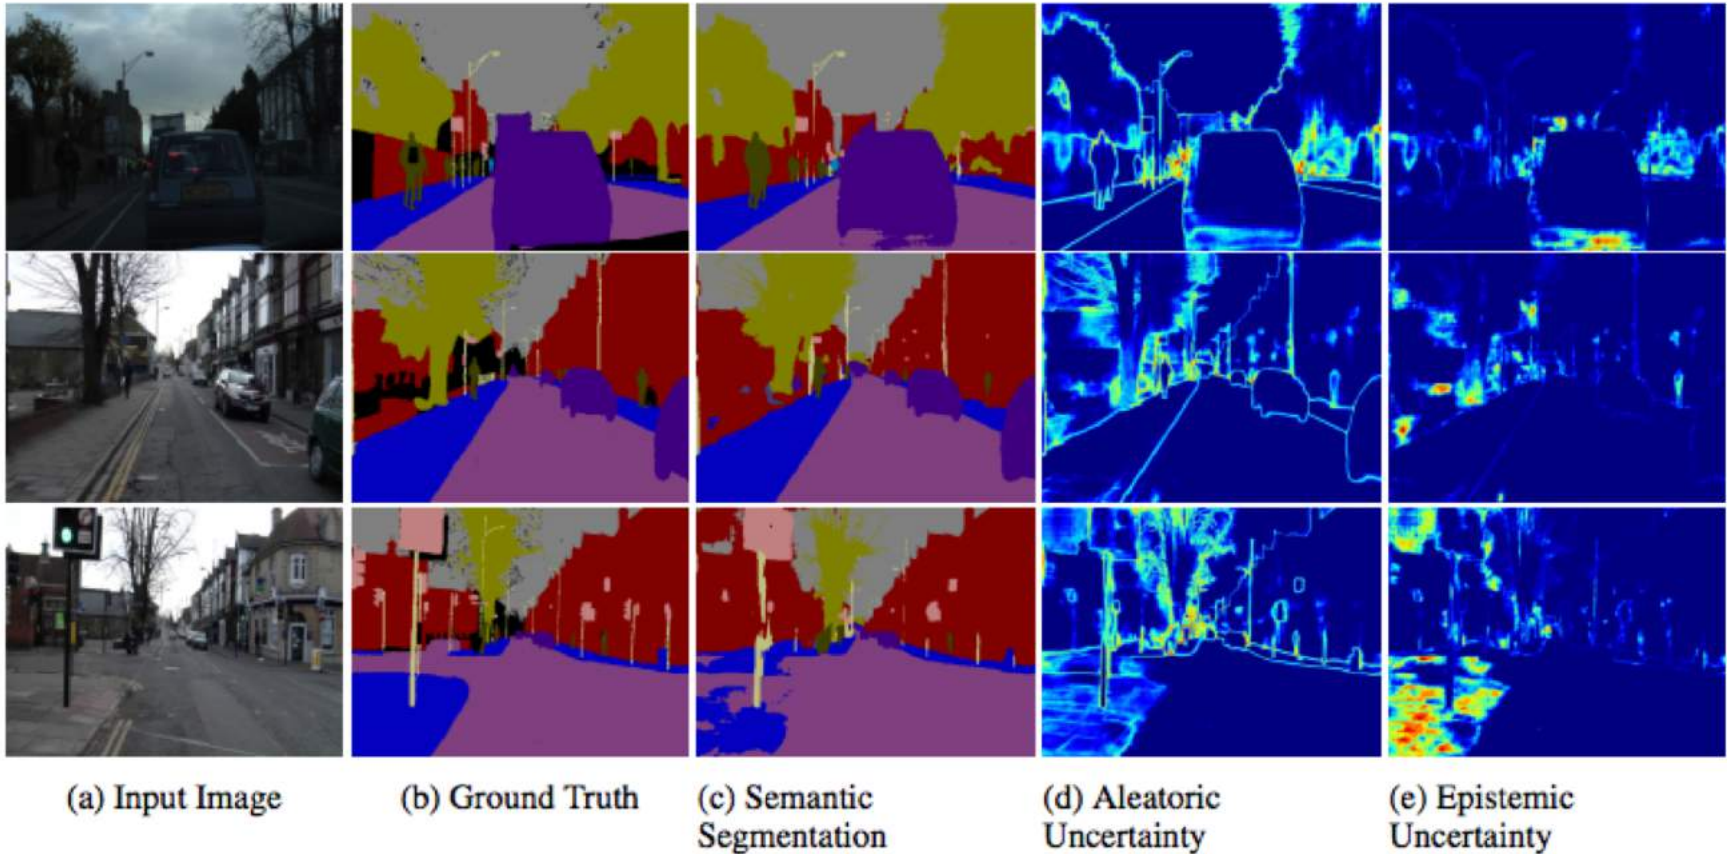 (a) Input Image
(b) Ground Truth
(c) Semantic
Segmentation
(d) Aleatoric
Uncertainty
(e) Epistemic
Uncertainty